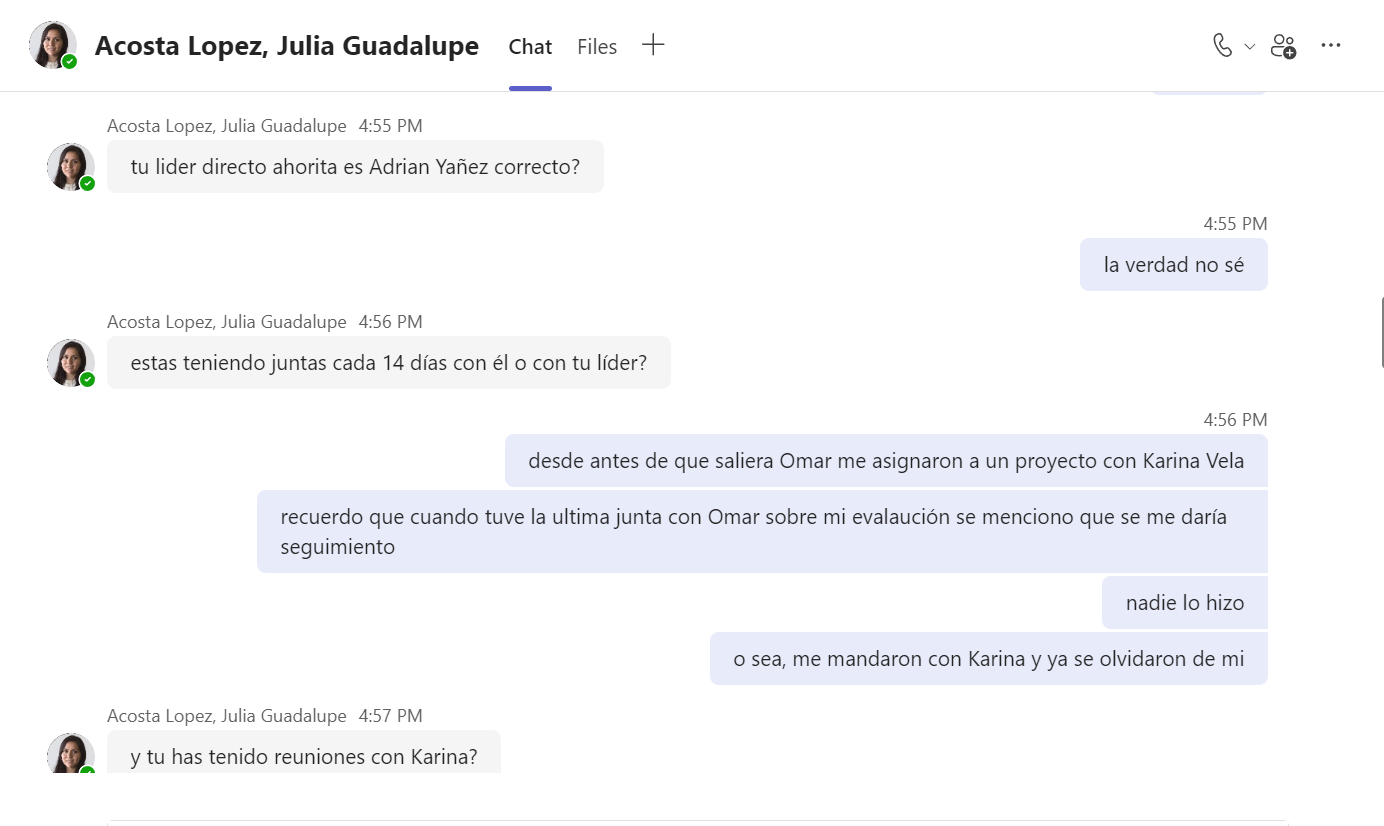 Acosta Lopez, Julia Guadalupe Chat Files
Acosta Lopez, Julia Guadalupe 4:55 PM
tu lider directo ahorita es Adrian Yañez correcto?
4:55 PM
la verdad no sé
Acosta Lopez, Julia Guadalupe 4:56 PM
estas teniendo juntas cada 14 días con él o con tu líder?
4:56 PM
desde antes de que saliera Omar me asignaron a un proyecto con Karina Vela
recuerdo que cuando tuve la ultima junta con Omar sobre mi evalaución se menciono que se me daría
seguimiento
nadie lo hizo
o sea, me mandaron con Karina y ya se olvidaron de mi
Acosta Lopez, Julia Guadalupe 4:57 PM
y tu has tenido reuniones con Karina?